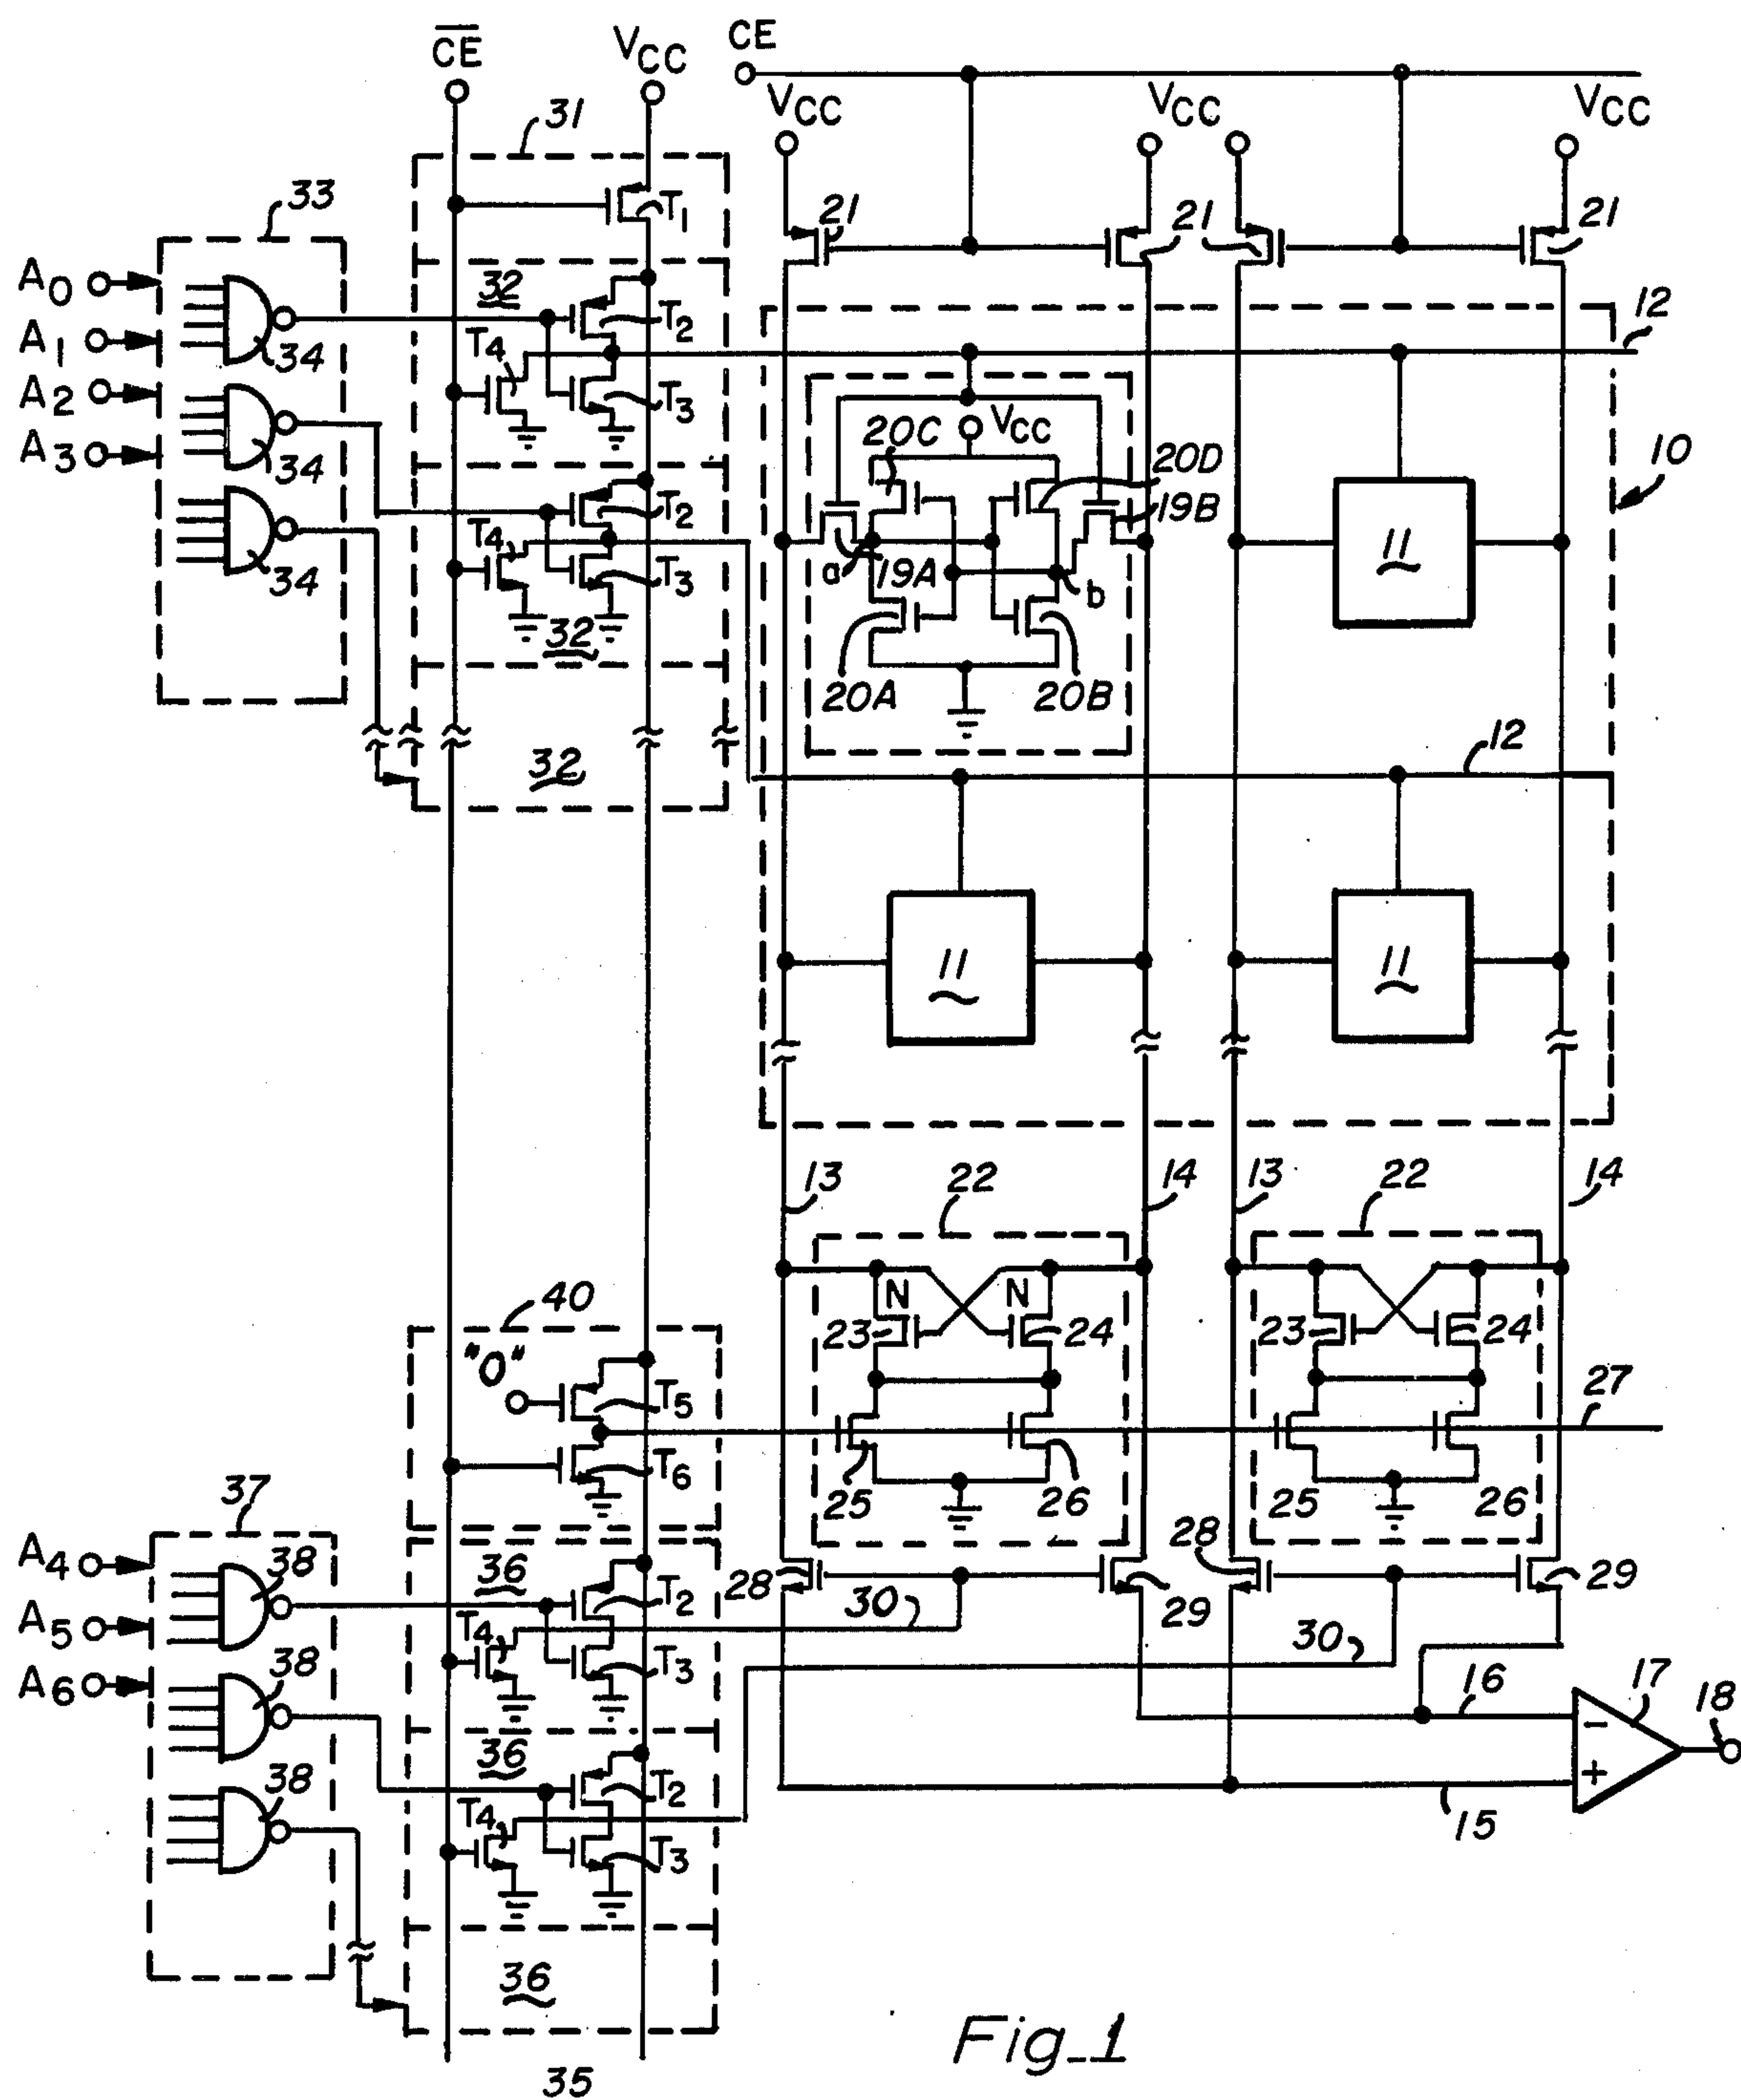 C̅E̅
VCC
CE
VCC
VCC
VCC
31
33
T1
21
21
21
A0
A1
A2
A3
34
34
34
32
T2
T4
T3
12
VCC
20C
20D
19B
10
T2
T4
T3
32
a
19A
b
11
20A
20B
32
12
11
11
13
22
14
13
22
14
40
"0"
N
N
23
24
23
24
T5
27
T6
25
26
25
26
37
A4
A5
A6
38
38
38
36
T2
T4
T3
28
30
29
28
29
30
16
17
18
36
T2
T4
T3
15
36
35
Fig_1